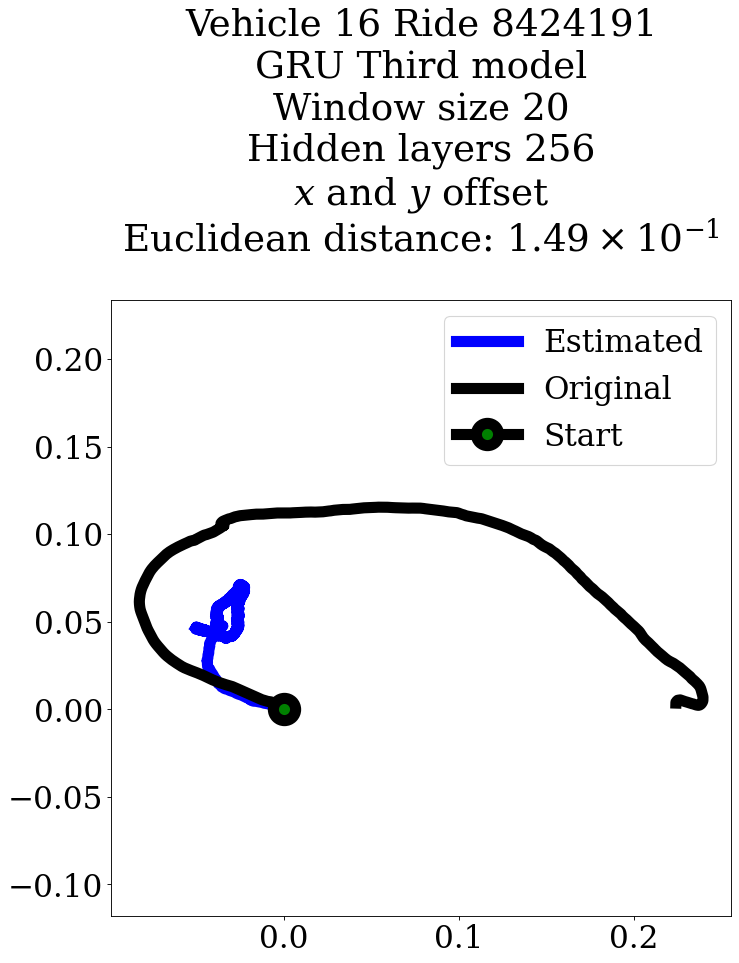 Vehicle 16 Ride 8424191
GRU Third model
Window size 20
Hidden layers 256
x and y offset
Euclidean distance: 1.49 × 10⁻¹
Estimated
Original
Start
0.20
0.15
0.10
0.05
0.00
−0.05
−0.10
0.0 0.1 0.2